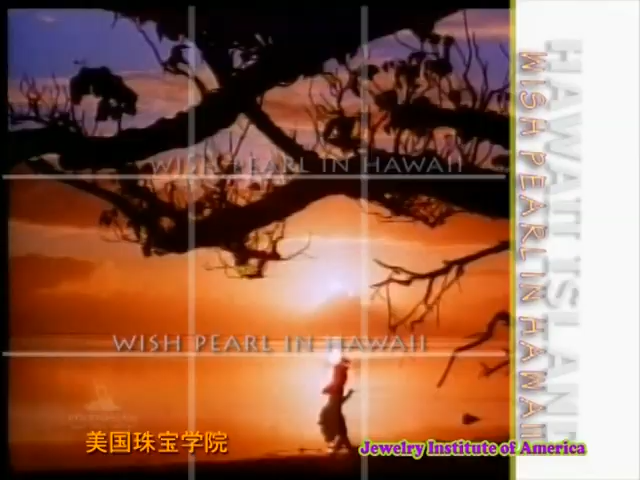 WISH PEARL IN HAWAII
WISH PEARL IN HAWAII
美国珠宝学院
Jewelry Institute of America
WISH PEARL IN HAWAII
HAWAII ISLAND